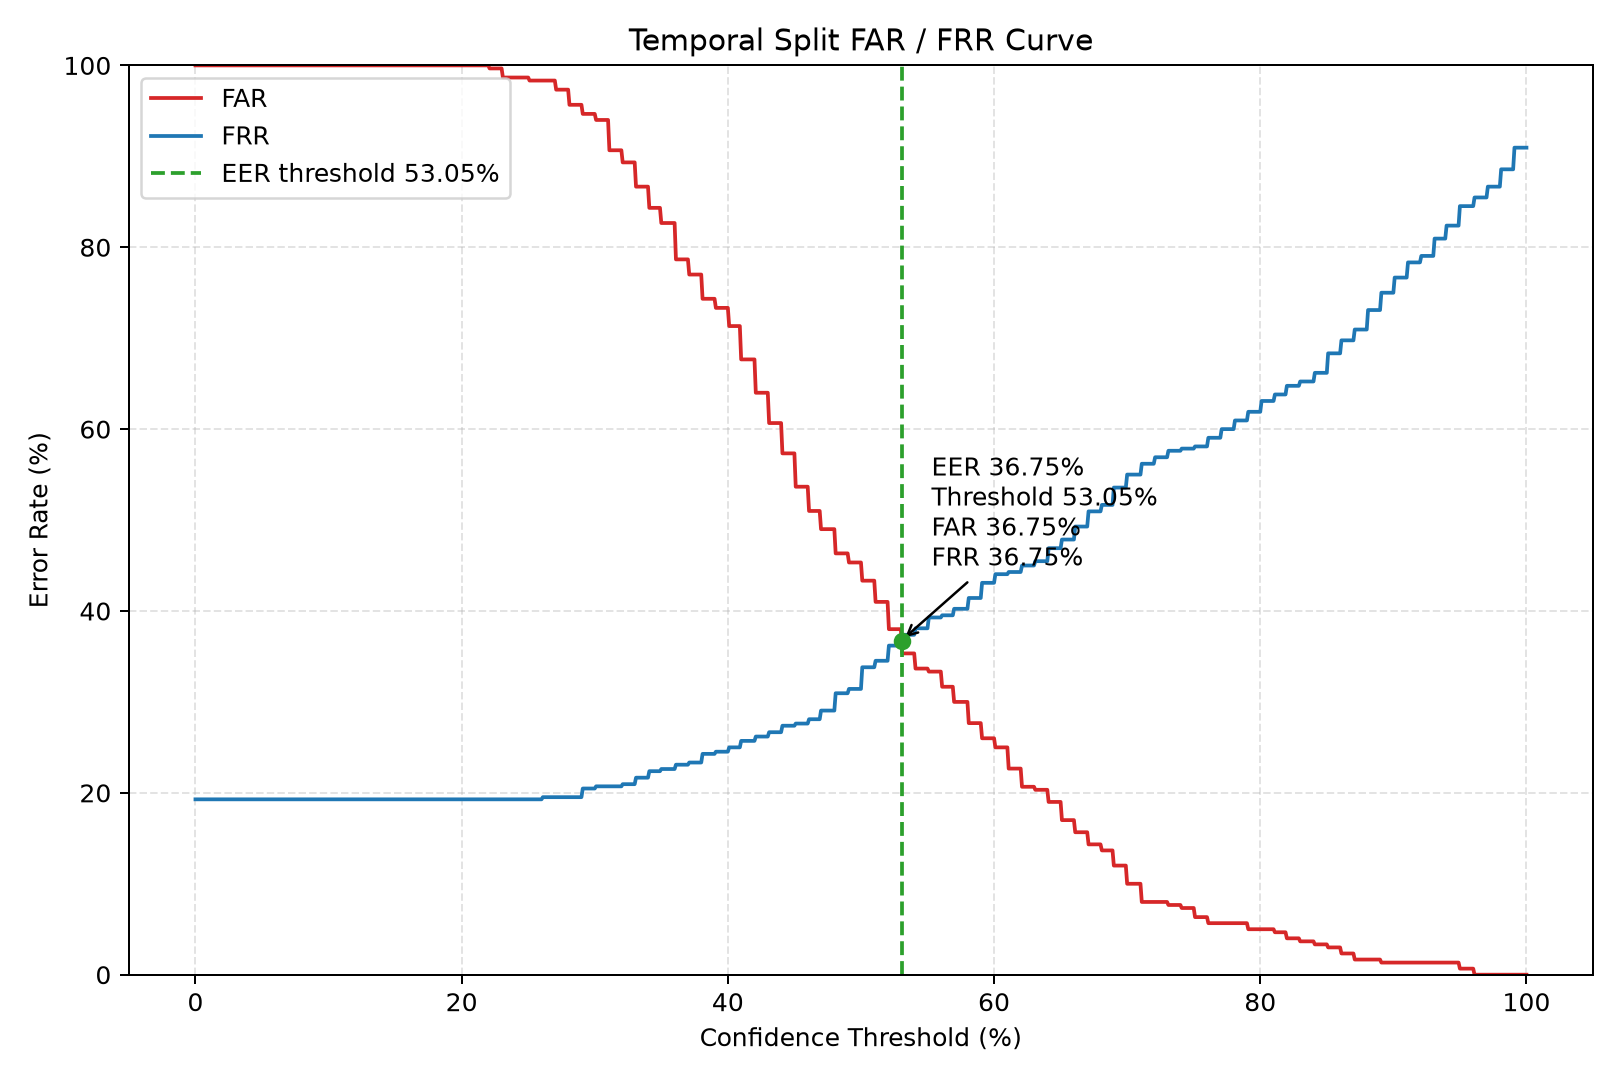 Temporal Split FAR / FRR Curve
100
80
60
40
20
0
Error Rate (%)
FAR
FRR
EER threshold 53.05%
EER 36.75%
Threshold 53.05%
FAR 36.75%
FRR 36.75%
0 20 40 60 80 100
Confidence Threshold (%)